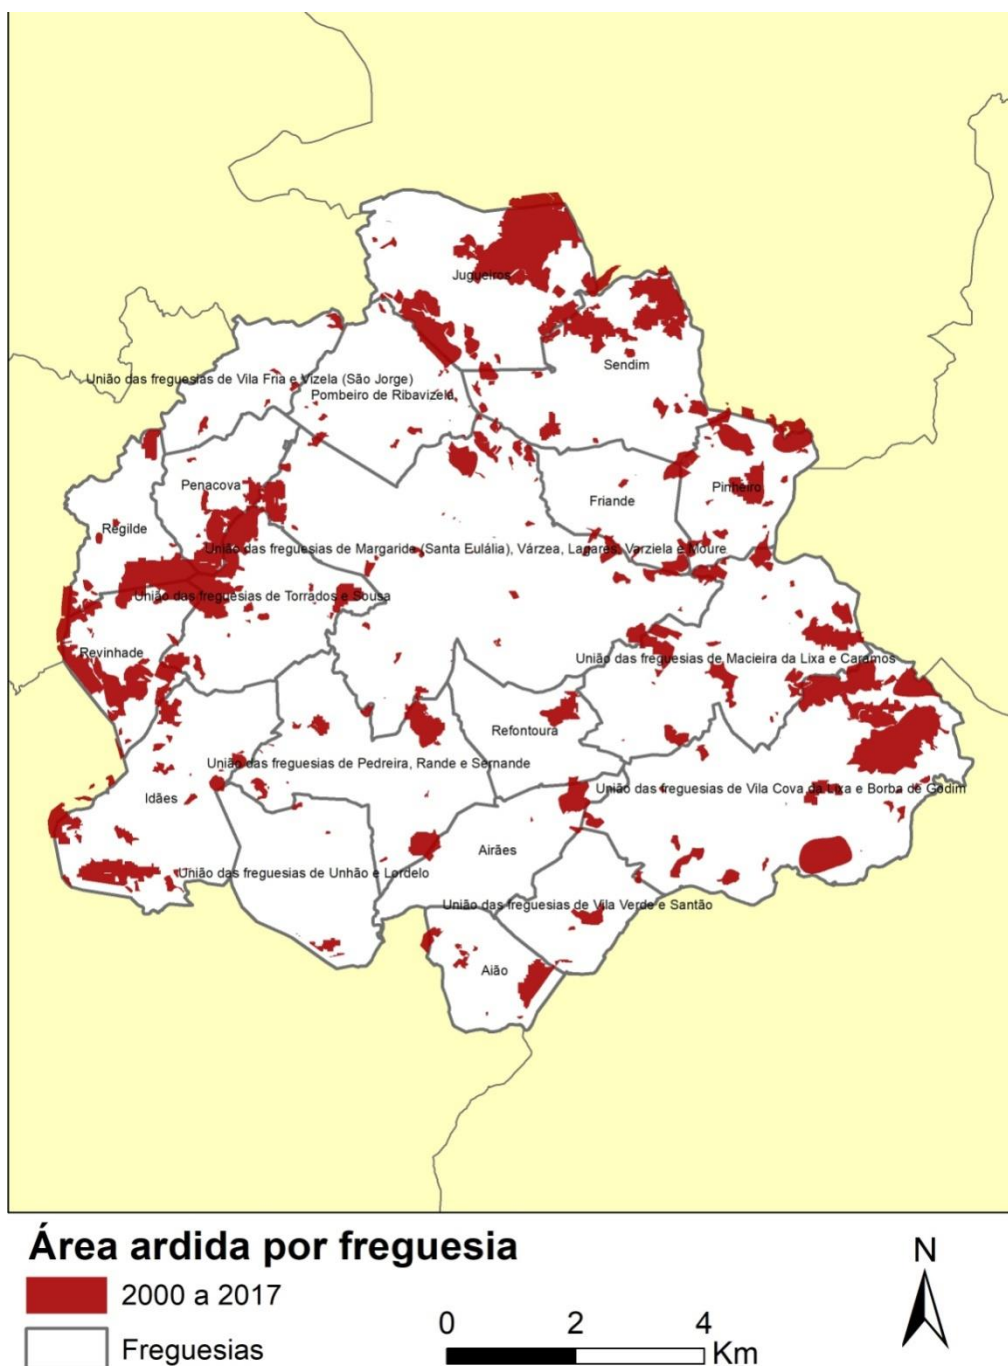 Jugueiros
Sendim
União das freguesias de Vila Fria e Vizela (São Jorge)
Pombeiro de Ribavizela
Penacova
Pinheiro
Friande
Regilde
União das freguesias de Margaride (Santa Eulália), Várzea, Lagares, Varziela e Moure
União das freguesias de Torrados e Sousa
Revinhade
União das freguesias de Macieira da Lixa e Caramos
Refontoura
União das freguesias de Pedreira, Rande e Sernande
União das freguesias de Vila Cova da Lixa e Borba de Godim
Idães
Airães
União das freguesias de Unhão e Lordelo
União das freguesias de Vila Verde e Santão
Aião
Área ardida por freguesia
2000 a 2017
Freguesias
0 2 4
Km
N